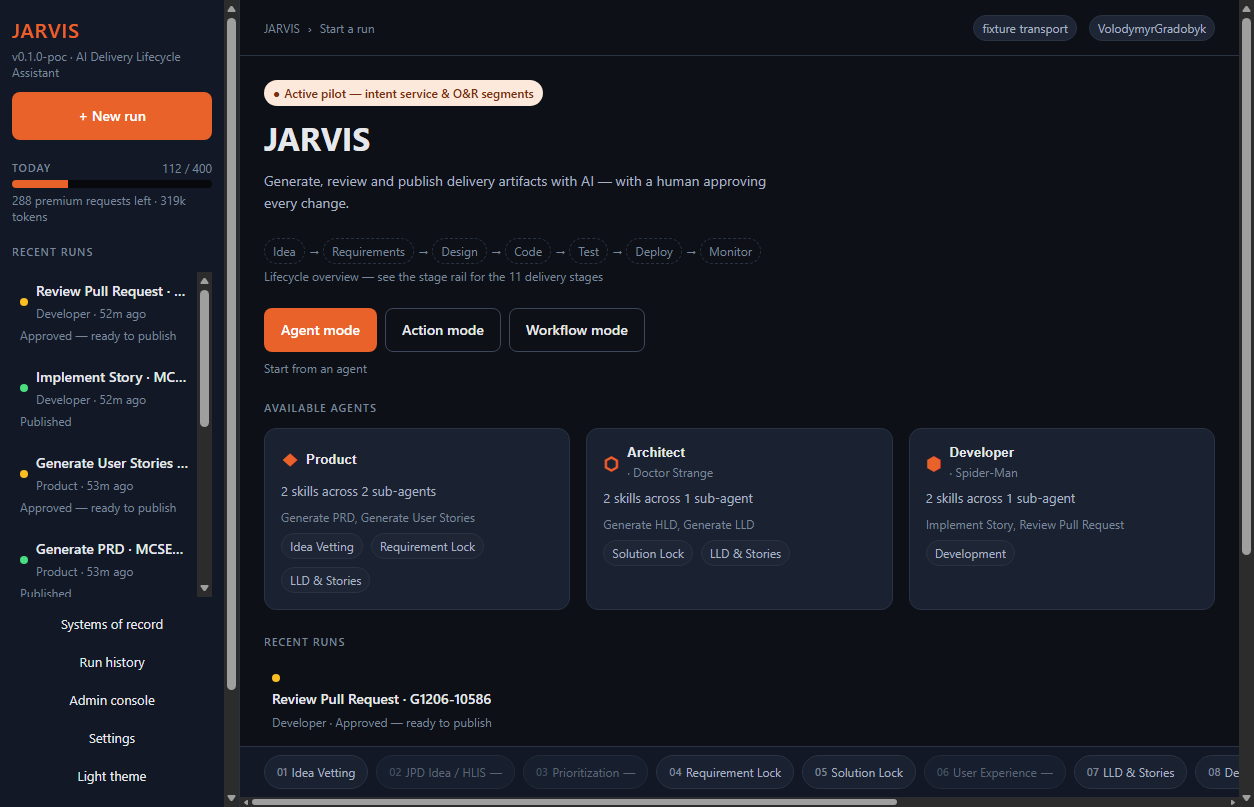 JARVIS
v0.1.0-poc · AI Delivery Lifecycle
Assistant
+ New run
TODAY 112 / 400
288 premium requests left · 319k
tokens
RECENT RUNS
Review Pull Request · ...
Developer · 52m ago
Approved — ready to publish
Implement Story · MC...
Developer · 52m ago
Published
Generate User Stories ...
Product · 53m ago
Approved — ready to publish
Generate PRD · MCSE...
Product · 53m ago
Published
Systems of record
Run history
Admin console
Settings
Light theme
JARVIS › Start a run
fixture transport
VolodymyrGradobyk
● Active pilot — intent service & O&R segments
JARVIS
Generate, review and publish delivery artifacts with AI — with a human approving
every change.
Idea → Requirements → Design → Code → Test → Deploy → Monitor
Lifecycle overview — see the stage rail for the 11 delivery stages
Agent mode Action mode Workflow mode
Start from an agent
AVAILABLE AGENTS
Product
2 skills across 2 sub-agents
Generate PRD, Generate User Stories
Idea Vetting Requirement Lock
LLD & Stories
Architect
· Doctor Strange
2 skills across 1 sub-agent
Generate HLD, Generate LLD
Solution Lock LLD & Stories
Developer
· Spider-Man
2 skills across 1 sub-agent
Implement Story, Review Pull Request
Development
RECENT RUNS
Review Pull Request · G1206-10586
Developer · Approved — ready to publish
01 Idea Vetting 02 JPD Idea / HLIS — 03 Prioritization — 04 Requirement Lock 05 Solution Lock 06 User Experience — 07 LLD & Stories 08 De